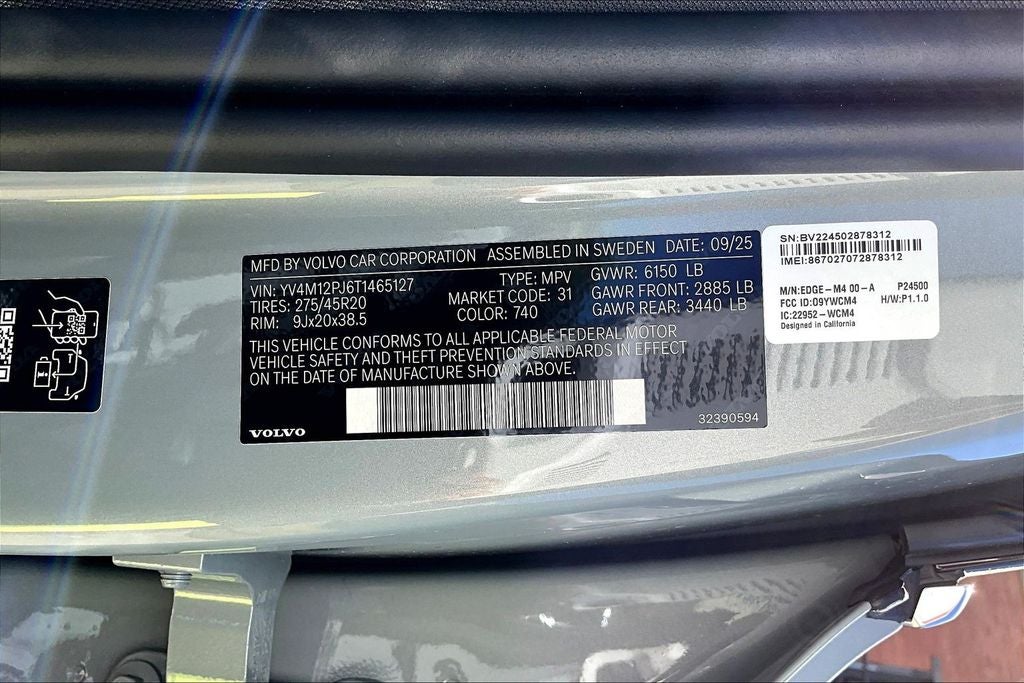 MFD BY VOLVO CAR CORPORATION ASSEMBLED IN SWEDEN DATE: 09/25
VIN: YV4M12PJ6T1465127 TYPE: MPV GVWR: 6150 LB
TIRES: 275/45R20 MARKET CODE: 31 GAWR FRONT: 2885 LB
RIM: 9Jx20x38.5 COLOR: 740 GAWR REAR: 3440 LB
THIS VEHICLE CONFORMS TO ALL APPLICABLE FEDERAL MOTOR
VEHICLE SAFETY AND THEFT PREVENTION STANDARDS IN EFFECT
ON THE DATE OF MANUFACTURE SHOWN ABOVE.
VOLVO
32390594
SN:BV224502878312
IMEI:867027072878312
M/N:EDGE-M4 00-A P24500
FCC ID:09YWCM4 H/W:P1.1.0
IC:22952-WCM4
Designed in California